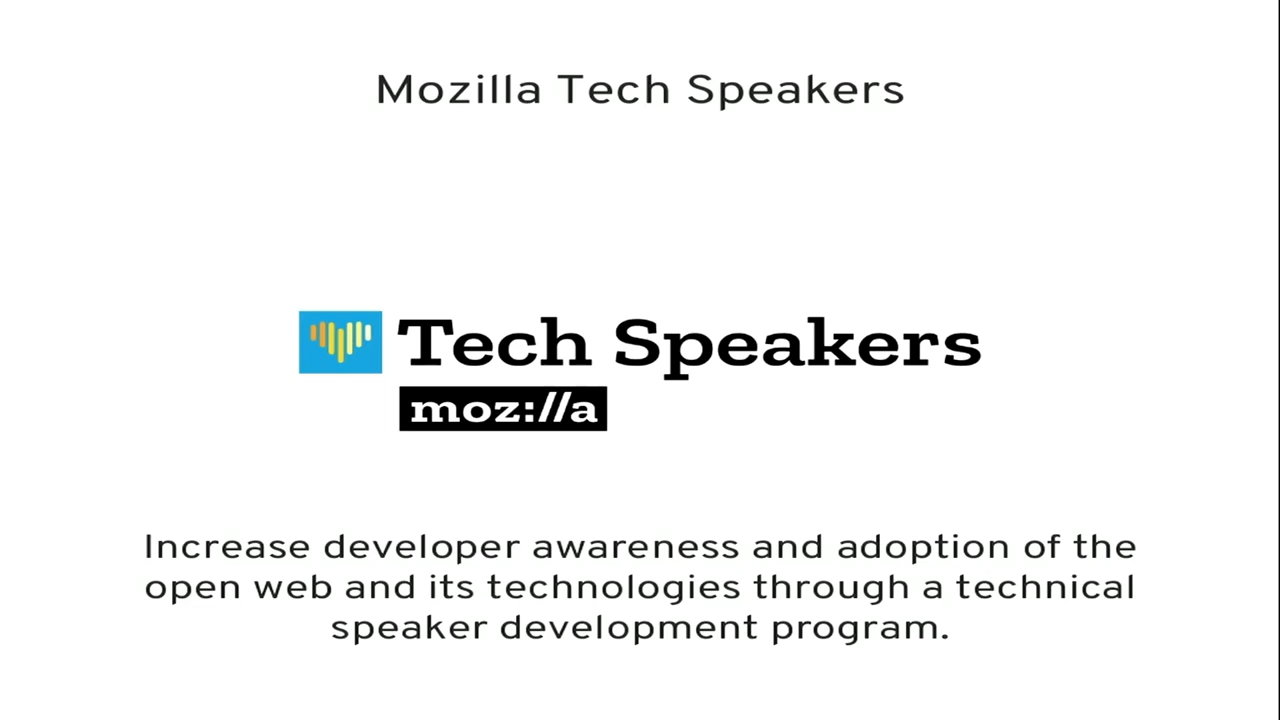 Mozilla Tech Speakers
Tech Speakers
moz://a
Increase developer awareness and adoption of the
open web and its technologies through a technical
speaker development program.